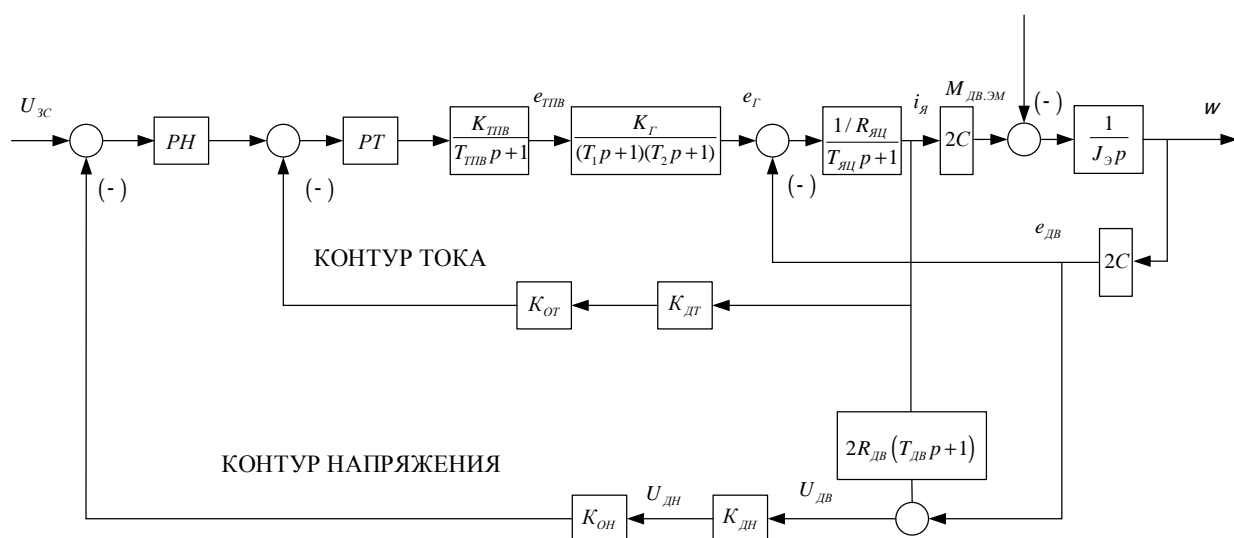 U_ЗС
(-)
РН
(-)
РТ
K_ТПВ / (T_ТПВ p+1)
e_ТПВ
K_Г / ((T_1 p+1)(T_2 p+1))
e_Г
(-)
1/R_ЯЦ / (T_ЯЦ p+1)
i_Я
2C
M_ДВ.ЭМ
(-)
1 / (J_Э p)
w
e_ДВ
2C
КОНТУР ТОКА
K_ОТ
K_ДТ
2R_ДВ (T_ДВ p+1)
КОНТУР НАПРЯЖЕНИЯ
K_ОН
U_ДН
K_ДН
U_ДВ